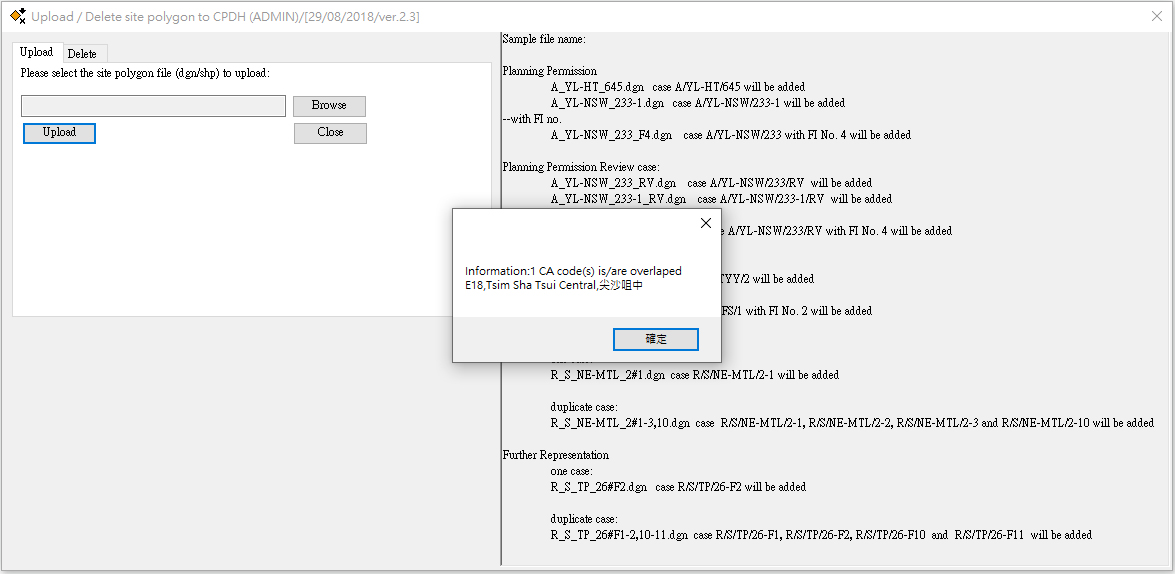 Upload / Delete site polygon to CPDH (ADMIN)/[29/08/2018/ver.2.3]
Upload
Delete
Please select the site polygon file (dgn/shp) to upload:
Browse
Upload
Close
Sample file name:
Planning Permission
A_YL-HT_645.dgn case A/YL-HT/645 will be added
A_YL-NSW_233-1.dgn case A/YL-NSW/233-1 will be added
--with FI no.
A_YL-NSW_233_F4.dgn case A/YL-NSW/233 with FI No. 4 will be added
Planning Permission Review case:
A_YL-NSW_233_RV.dgn case A/YL-NSW/233/RV will be added
A_YL-NSW_233-1_RV.dgn case A/YL-NSW/233-1/RV will be added
A/YL-NSW/233/RV with FI No. 4 will be added
YY/2 will be added
FS/1 with FI No. 2 will be added
R_S_NE-MTL_2#1.dgn case R/S/NE-MTL/2-1 will be added
duplicate case:
R_S_NE-MTL_2#1-3,10.dgn case R/S/NE-MTL/2-1, R/S/NE-MTL/2-2, R/S/NE-MTL/2-3 and R/S/NE-MTL/2-10 will be added
Further Representation
one case:
R_S_TP_26#F2.dgn case R/S/TP/26-F2 will be added
duplicate case:
R_S_TP_26#F1-2,10-11.dgn case R/S/TP/26-F1, R/S/TP/26-F2, R/S/TP/26-F10 and R/S/TP/26-F11 will be added
Information:1 CA code(s) is/are overlaped
E18,Tsim Sha Tsui Central,尖沙咀中
確定